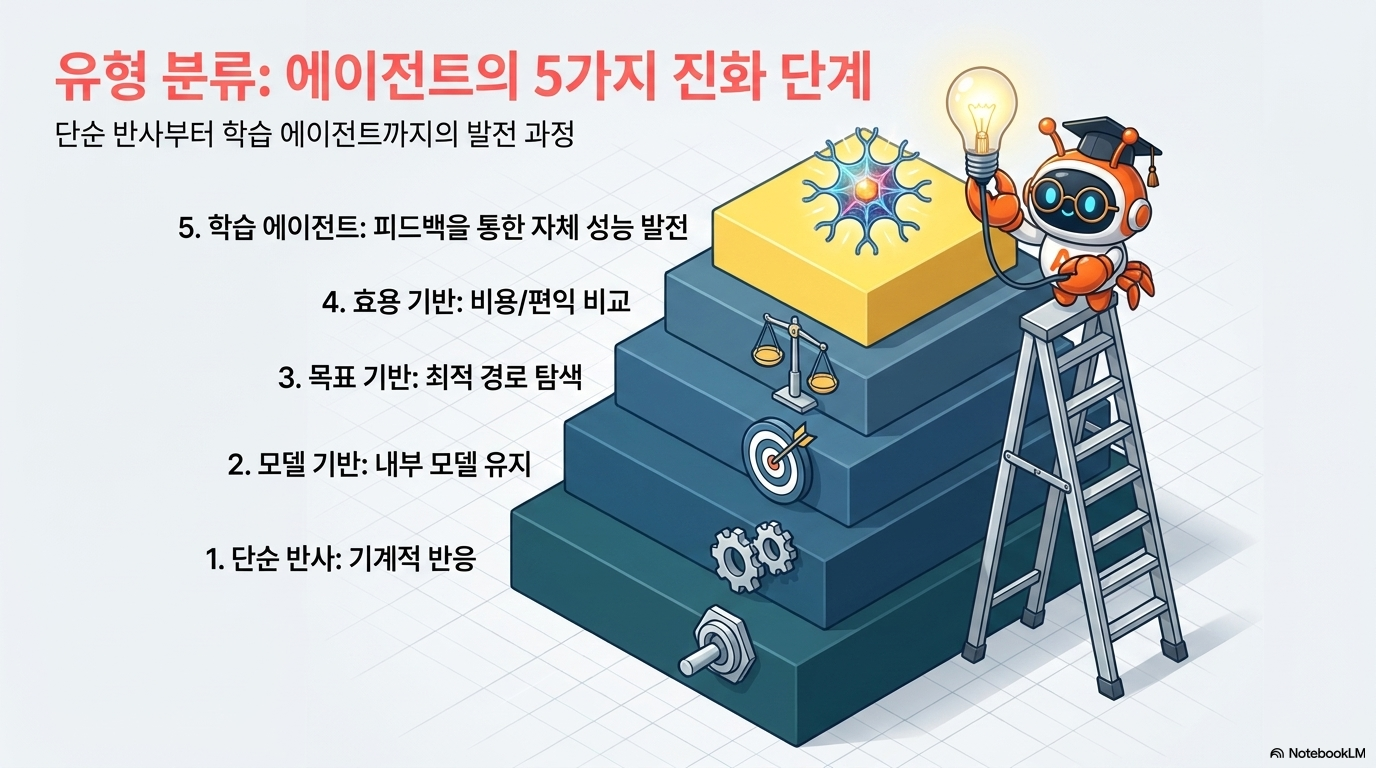 유형 분류: 에이전트의 5가지 진화 단계
단순 반사부터 학습 에이전트까지의 발전 과정
5. 학습 에이전트: 피드백을 통한 자체 성능 발전
4. 효용 기반: 비용/편익 비교
3. 목표 기반: 최적 경로 탐색
2. 모델 기반: 내부 모델 유지
1. 단순 반사: 기계적 반응
NotebookLM